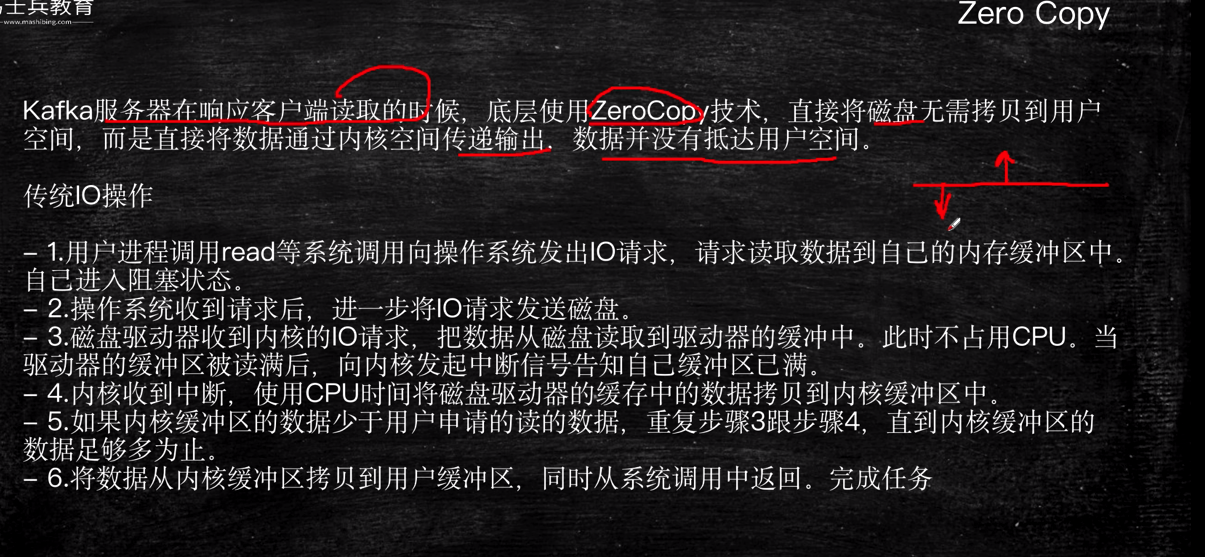 马士兵教育
www.mashibing.com
Zero Copy
Kafka服务器在响应客户端读取的时候，底层使用ZeroCopy技术，直接将磁盘无需拷贝到用户
空间，而是直接将数据通过内核空间传递输出，数据并没有抵达用户空间。
传统IO操作
- 1.用户进程调用read等系统调用向操作系统发出IO请求，请求读取数据到自己的内存缓冲区中。
自己进入阻塞状态。
- 2.操作系统收到请求后，进一步将IO请求发送磁盘。
- 3.磁盘驱动器收到内核的IO请求，把数据从磁盘读取到驱动器的缓冲中。此时不占用CPU。当
驱动器的缓冲区被读满后，向内核发起中断信号告知自己缓冲区已满。
- 4.内核收到中断，使用CPU时间将磁盘驱动器的缓存中的数据拷贝到内核缓冲区中。
- 5.如果内核缓冲区的数据少于用户申请的读的数据，重复步骤3跟步骤4，直到内核缓冲区的
数据足够多为止。
- 6.将数据从内核缓冲区拷贝到用户缓冲区，同时从系统调用中返回。完成任务